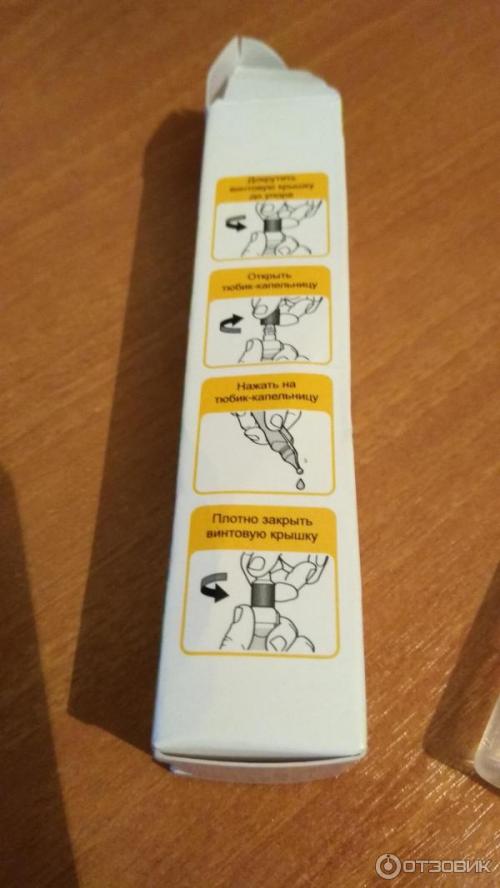 Докрутить
винтовую крышку
до упора
Открыть
тюбик-капельницу
Нажать на
тюбик-капельницу
Плотно закрыть
винтовую крышку
ОТЗОВИК